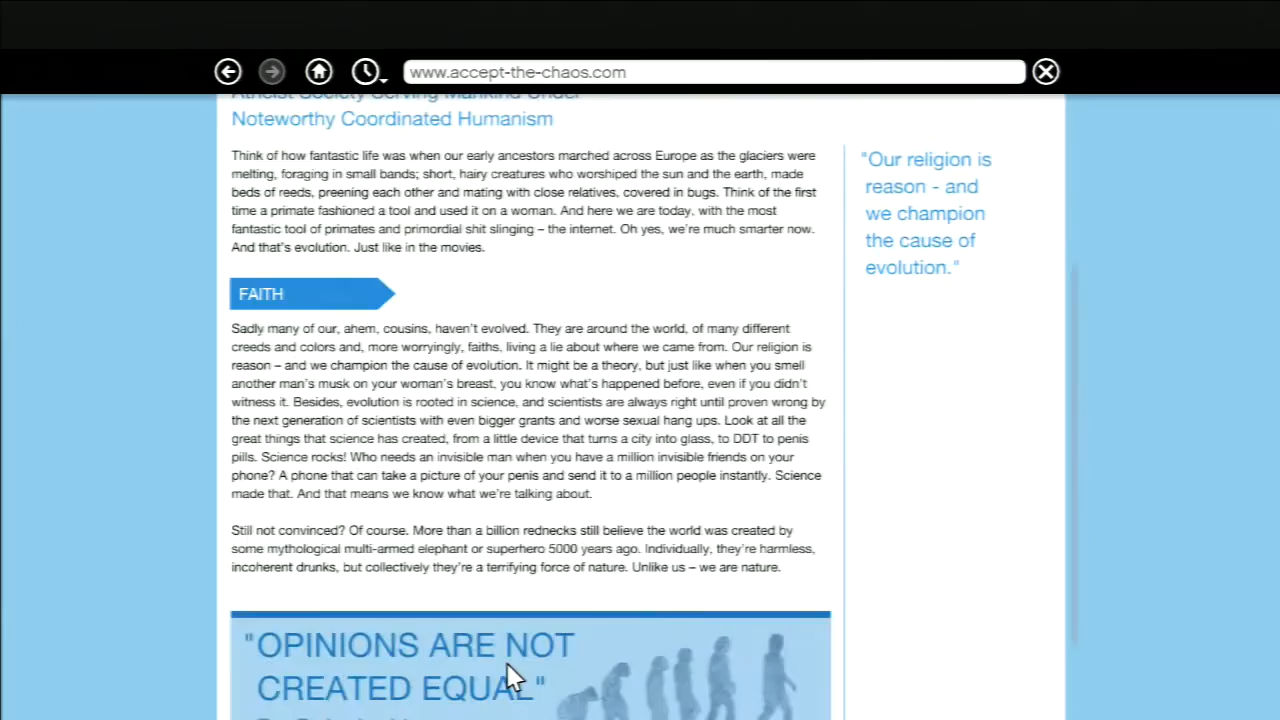 www.accept-the-chaos.com
Atheist Society Serving Mankind Under
Noteworthy Coordinated Humanism
Think of how fantastic life was when our early ancestors marched across Europe as the glaciers were
melting, foraging in small bands; short, hairy creatures who worshiped the sun and the earth, made
beds of reeds, preening each other and mating with close relatives, covered in bugs. Think of the first
time a primate fashioned a tool and used it on a woman. And here we are today, with the most
fantastic tool of primates and primordial shit slinging – the internet. Oh yes, we're much smarter now.
And that's evolution. Just like in the movies.
FAITH
Sadly many of our, ahem, cousins, haven't evolved. They are around the world, of many different
creeds and colors and, more worryingly, faiths, living a lie about where we came from. Our religion is
reason – and we champion the cause of evolution. It might be a theory, but just like when you smell
another man's musk on your woman's breast, you know what's happened before, even if you didn't
witness it. Besides, evolution is rooted in science, and scientists are always right until proven wrong by
the next generation of scientists with even bigger grants and worse sexual hang ups. Look at all the
great things that science has created, from a little device that turns a city into glass, to DDT to penis
pills. Science rocks! Who needs an invisible man when you have a million invisible friends on your
phone? A phone that can take a picture of your penis and send it to a million people instantly. Science
made that. And that means we know what we're talking about.
Still not convinced? Of course. More than a billion rednecks still believe the world was created by
some mythological multi-armed elephant or superhero 5000 years ago. Individually, they're harmless,
incoherent drunks, but collectively they're a terrifying force of nature. Unlike us – we are nature.
"OPINIONS ARE NOT
CREATED EQUAL"
"Our religion is
reason - and
we champion
the cause of
evolution."